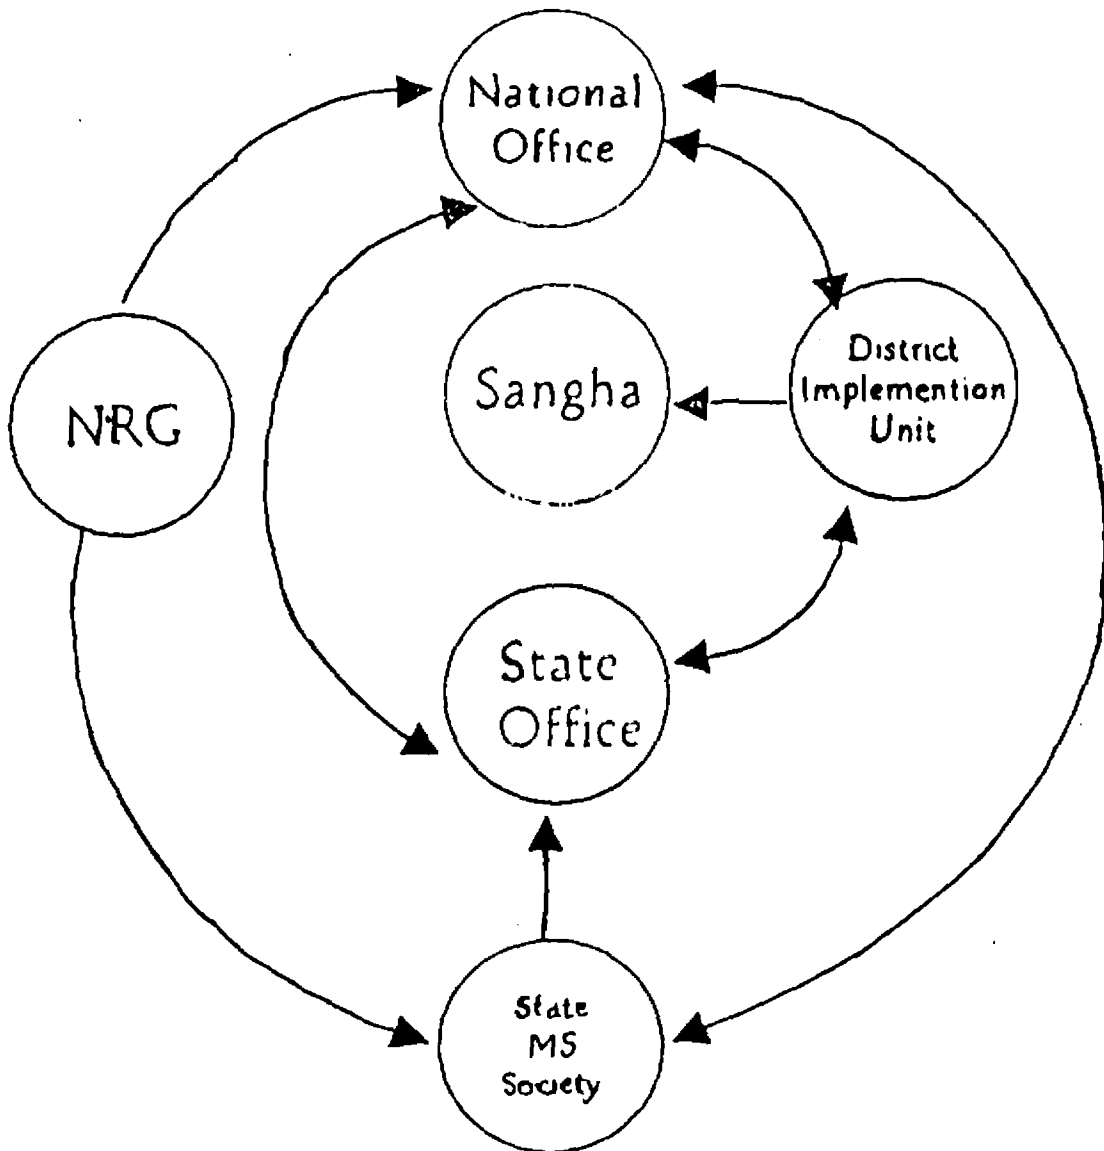 National
Office
NRG
Sangha
District
Implemention
Unit
State
Office
State
MS
Society